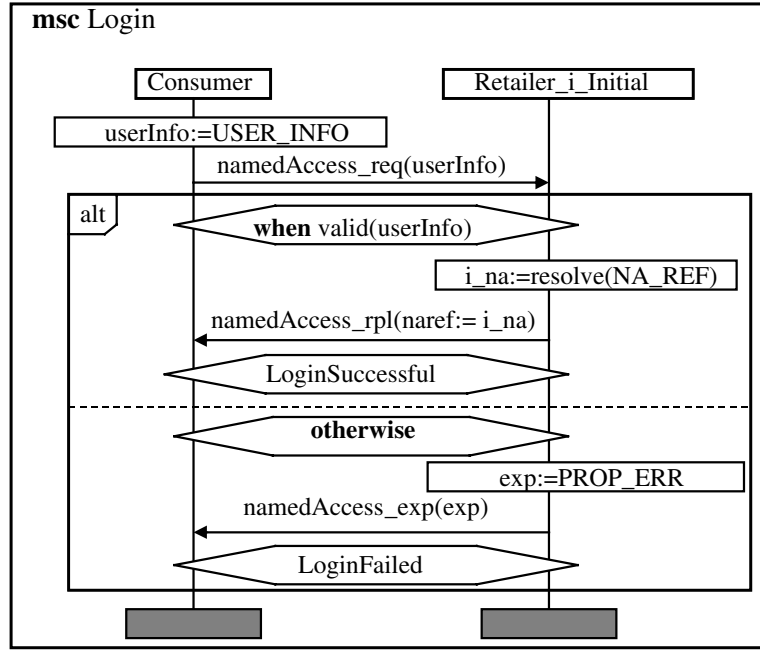 msc Login
Consumer
Retailer_i_Initial
userInfo:=USER_INFO
namedAccess_req(userInfo)
alt
when valid(userInfo)
i_na:=resolve(NA_REF)
namedAccess_rpl(naref:= i_na)
LoginSuccessful
otherwise
exp:=PROP_ERR
namedAccess_exp(exp)
LoginFailed